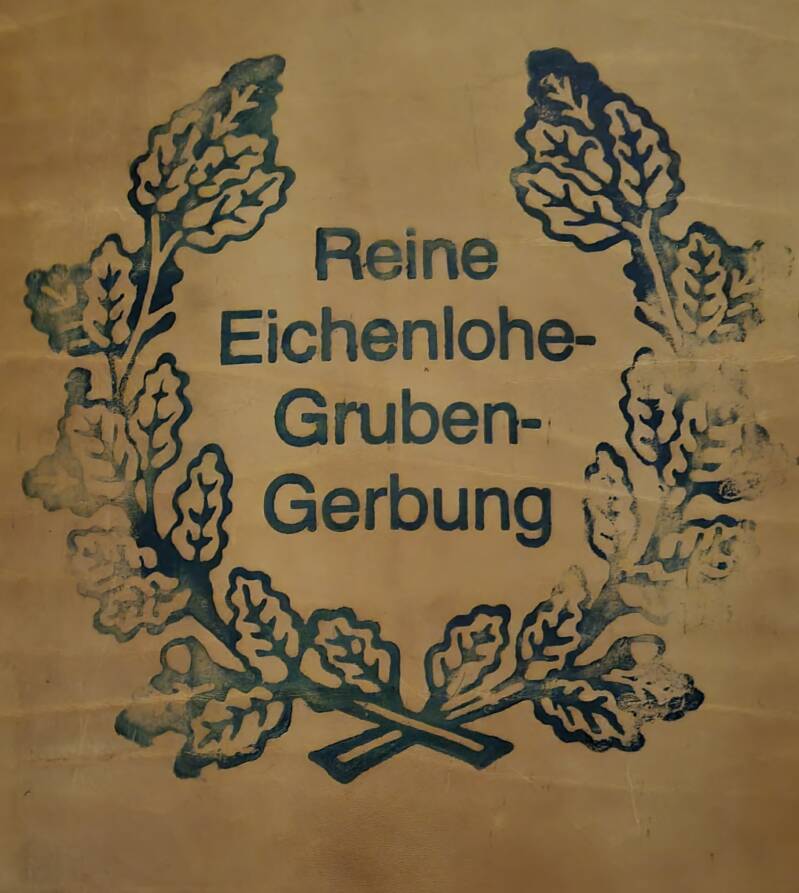 Reine
Eichenlohe-
Gruben-
Gerbung